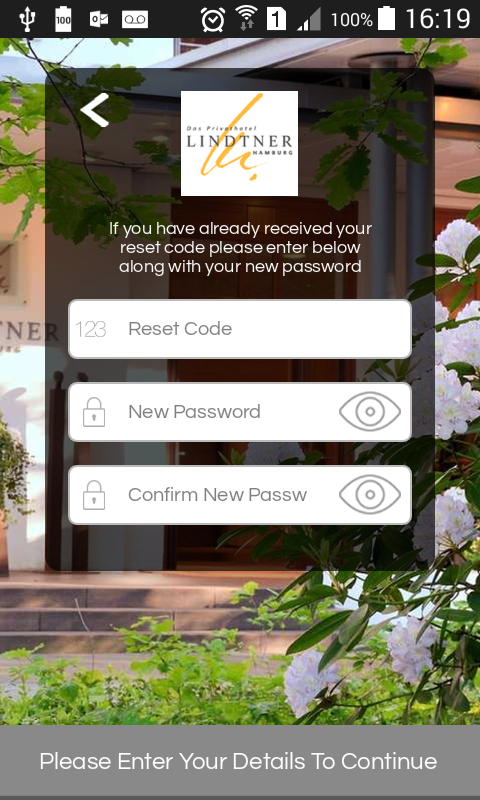 100
1
100%
16:19
Das Privathotel
LINDTNER
HAMBURG
If you have already received your
reset code please enter below
along with your new password
NTNER
123
Reset Code
New Password
Confirm New Passw
Please Enter Your Details To Continue